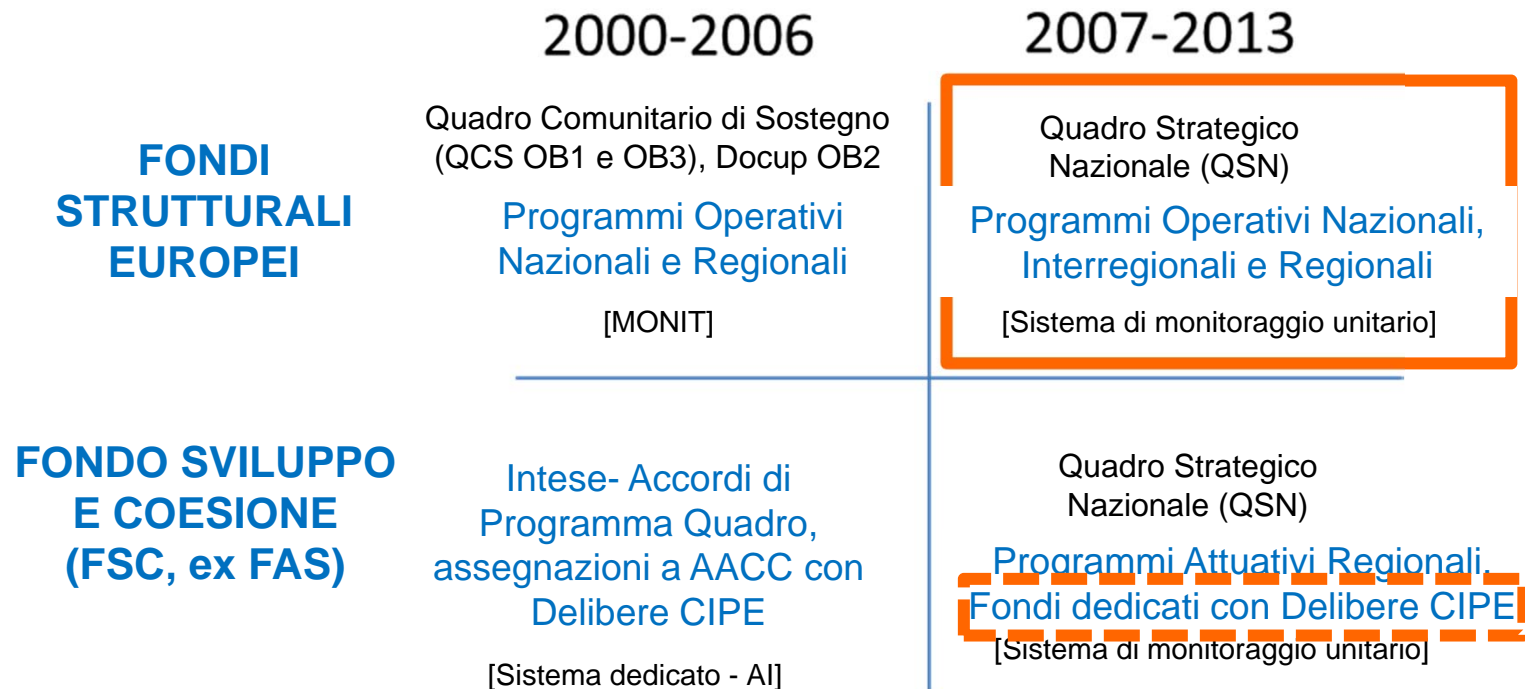 2000-2006
2007-2013
FONDI
STRUTTURALI
EUROPEI
Quadro Comunitario di Sostegno
(QCS OB1 e OB3), Docup OB2
Programmi Operativi
Nazionali e Regionali
[MONIT]
Quadro Strategico
Nazionale (QSN)
Programmi Operativi Nazionali,
Interregionali e Regionali
[Sistema di monitoraggio unitario]
FONDO SVILUPPO
E COESIONE
(FSC, ex FAS)
Intese- Accordi di
Programma Quadro,
assegnazioni a AACC con
Delibere CIPE
[Sistema dedicato - AI]
Quadro Strategico
Nazionale (QSN)
Programmi Attuativi Regionali,
Fondi dedicati con Delibere CIPE
[Sistema di monitoraggio unitario]